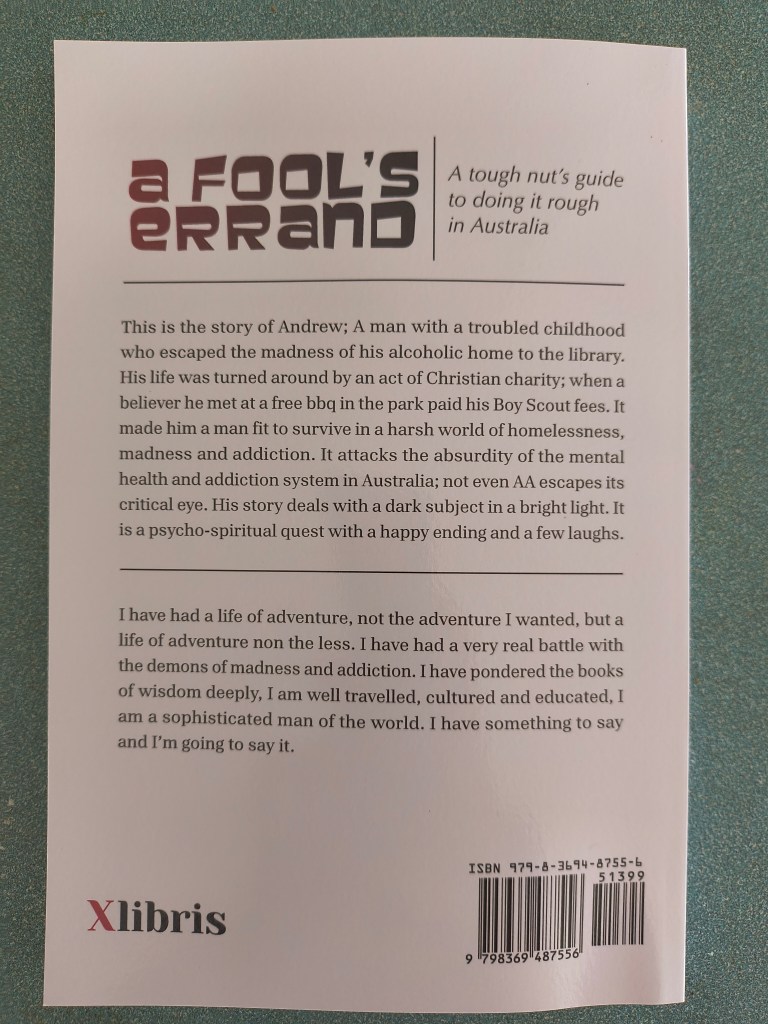 a FOOL'S
eRRanD
A tough nut's guide
to doing it rough
in Australia
This is the story of Andrew; A man with a troubled childhood
who escaped the madness of his alcoholic home to the library.
His life was turned around by an act of Christian charity; when a
believer he met at a free bbq in the park paid his Boy Scout fees. It
made him a man fit to survive in a harsh world of homelessness,
madness and addiction. It attacks the absurdity of the mental
health and addiction system in Australia; not even AA escapes its
critical eye. His story deals with a dark subject in a bright light. It
is a psycho-spiritual quest with a happy ending and a few laughs.
I have had a life of adventure, not the adventure I wanted, but a
life of adventure non the less. I have had a very real battle with
the demons of madness and addiction. I have pondered the books
of wisdom deeply, I am well travelled, cultured and educated, I
am a sophisticated man of the world. I have something to say
and I'm going to say it.
Xlibris
ISBN 979-8-3694-8755-6
51399
9 798369 487556